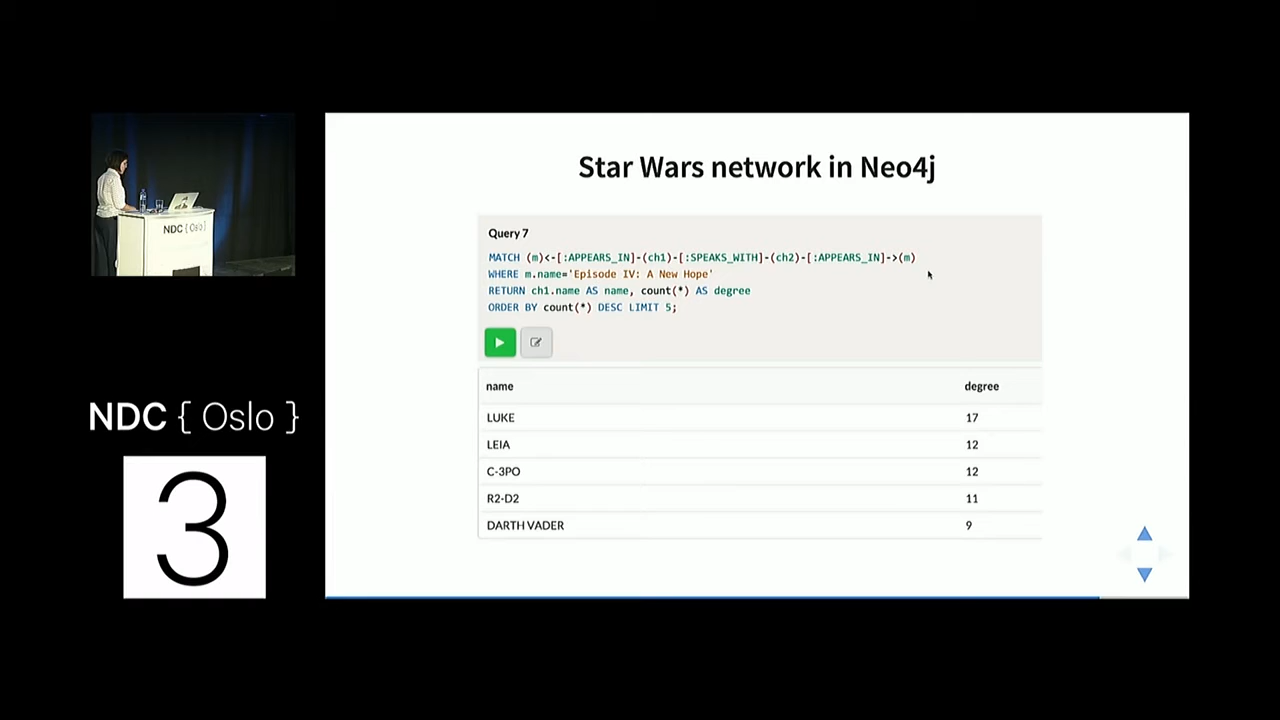 Star Wars network in Neo4j
Query 7
MATCH (m)<-[:APPEARS_IN]-(ch1)-[:SPEAKS_WITH]-(ch2)-[:APPEARS_IN]->(m)
WHERE m.name='Episode IV: A New Hope'
RETURN ch1.name AS name, count(*) AS degree
ORDER BY count(*) DESC LIMIT 5;
name degree
LUKE 17
LEIA 12
C-3PO 12
R2-D2 11
DARTH VADER 9
NDC { Oslo }
NDC { Oslo }
3